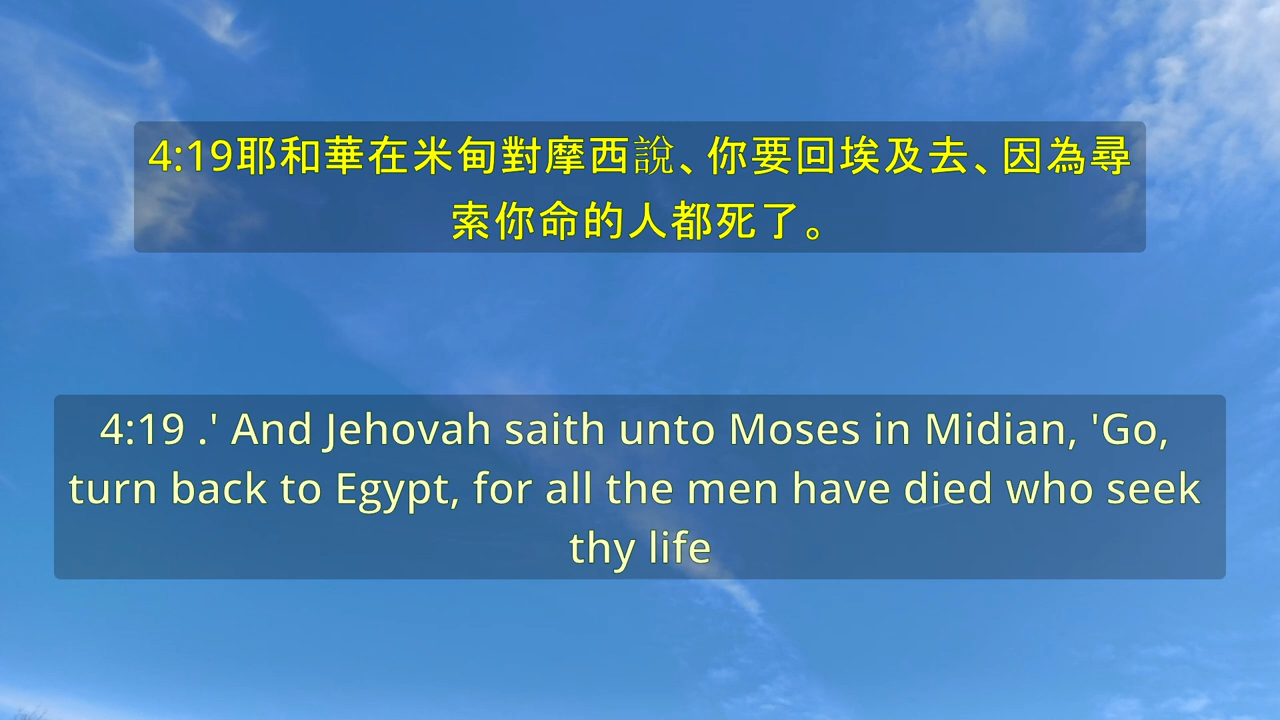 4:19耶和華在米甸對摩西說、你要回埃及去、因為尋
索你命的人都死了。
4:19 .' And Jehovah saith unto Moses in Midian, 'Go,
turn back to Egypt, for all the men have died who seek
thy life